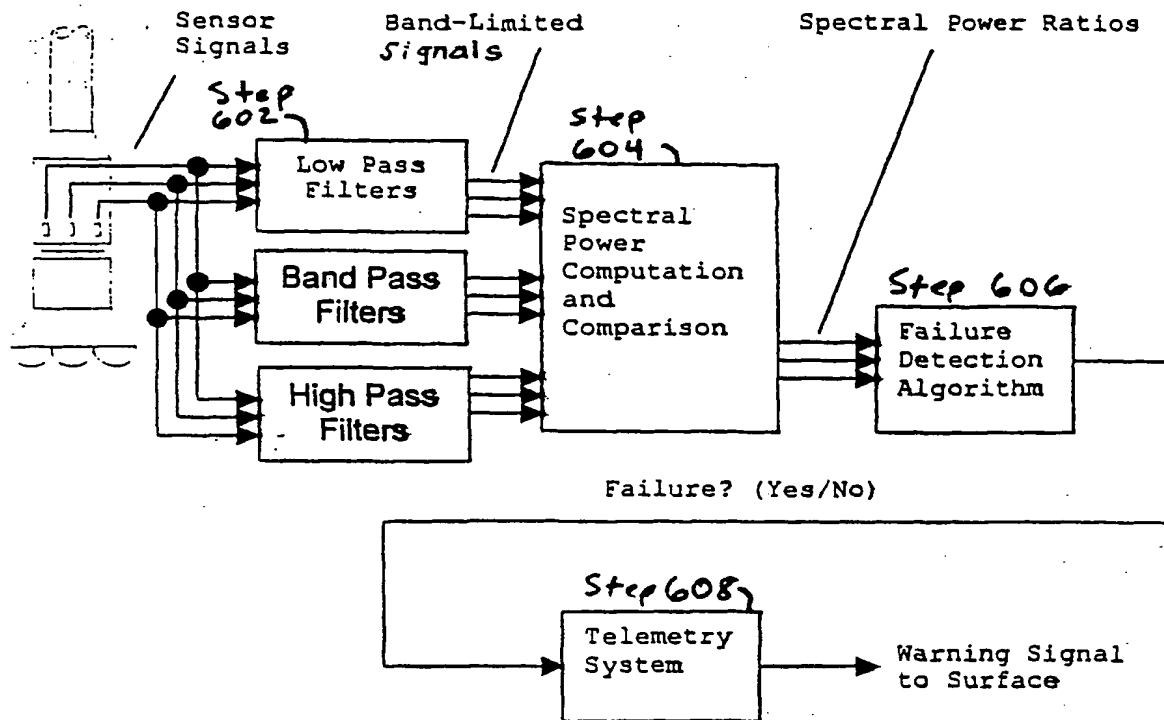 Sensor
Signals
Band-Limited
Signals
Spectral Power Ratios
Step
602
Low Pass
Filters
Step
604
Spectral
Power
Computation
and
Comparison
Band Pass
Filters
Step 606
Failure
Detection
Algorithm
High Pass
Filters
Failure? (Yes/No)
Step 608
Telemetry
System
Warning Signal
to Surface